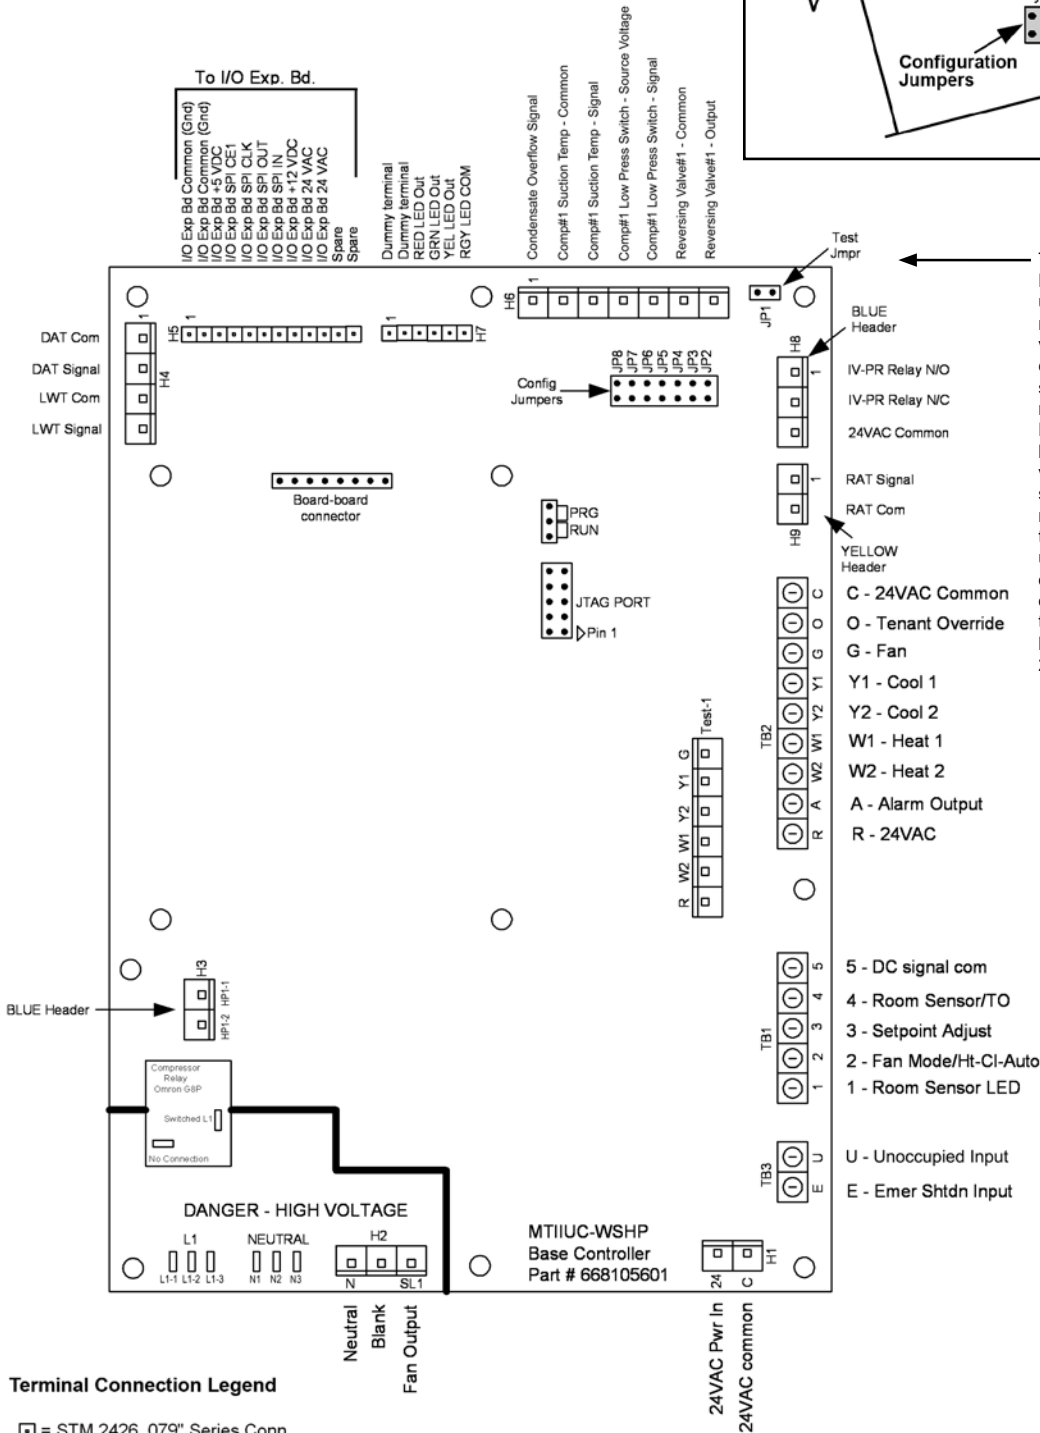 Configuration
Jumpers
To I/O Exp. Bd.
I/O Exp Bd Common (Gnd)
I/O Exp Bd Common (Gnd)
I/O Exp Bd +5 VDC
I/O Exp Bd SPI CE1
I/O Exp Bd SPI CLK
I/O Exp Bd SPI OUT
I/O Exp Bd SPI IN
I/O Exp Bd +12 VDC
I/O Exp Bd 24 VAC
I/O Exp Bd 24 VAC
Spare
Spare
Dummy terminal
Dummy terminal
RED LED Out
GRN LED Out
YEL LED Out
RGY LED COM
Condensate Overflow Signal
Comp#1 Suction Temp - Common
Comp#1 Suction Temp - Signal
Comp#1 Low Press Switch - Source Voltage
Comp#1 Low Press Switch - Signal
Reversing Valve#1 - Common
Reversing Valve#1 - Output
Test
Jmpr
JP1
1
H4
DAT Com
DAT Signal
LWT Com
LWT Signal
H5
1
1
H7
H6
1
Config
Jumpers
JP8
JP7
JP6
JP5
JP4
JP3
JP2
BLUE
Header
H8
1
IV-PR Relay N/O
IV-PR Relay N/C
24VAC Common
1
RAT Signal
RAT Com
H9
YELLOW
Header
Board-board
connector
PRG
RUN
JTAG PORT
Pin 1
TB2
C
O
G
Y1
Y2
W1
W2
A
R
C - 24VAC Common
O - Tenant Override
G - Fan
Y1 - Cool 1
Y2 - Cool 2
W1 - Heat 1
W2 - Heat 2
A - Alarm Output
R - 24VAC
Test-1
G
Y1
Y2
W1
W2
R
TB1
5
4
3
2
1
5 - DC signal com
4 - Room Sensor/TO
3 - Setpoint Adjust
2 - Fan Mode/Ht-Cl-Auto
1 - Room Sensor LED
TB3
U
E
U - Unoccupied Input
E - Emer Shtdn Input
BLUE Header
H3
HP1-1
HP1-2
Compressor
Relay
Omron G8P
Switched L1
No Connection
DANGER - HIGH VOLTAGE
L1
L1-1 L1-2 L1-3
NEUTRAL
N1 N2 N3
H2
N
SL1
Neutral
Blank
Fan Output
MTIIUC-WSHP
Base Controller
Part # 668105601
H1
24
C
24VAC Pwr In
24VAC common
Terminal Connection Legend
= STM 2426 .079" Series Conn